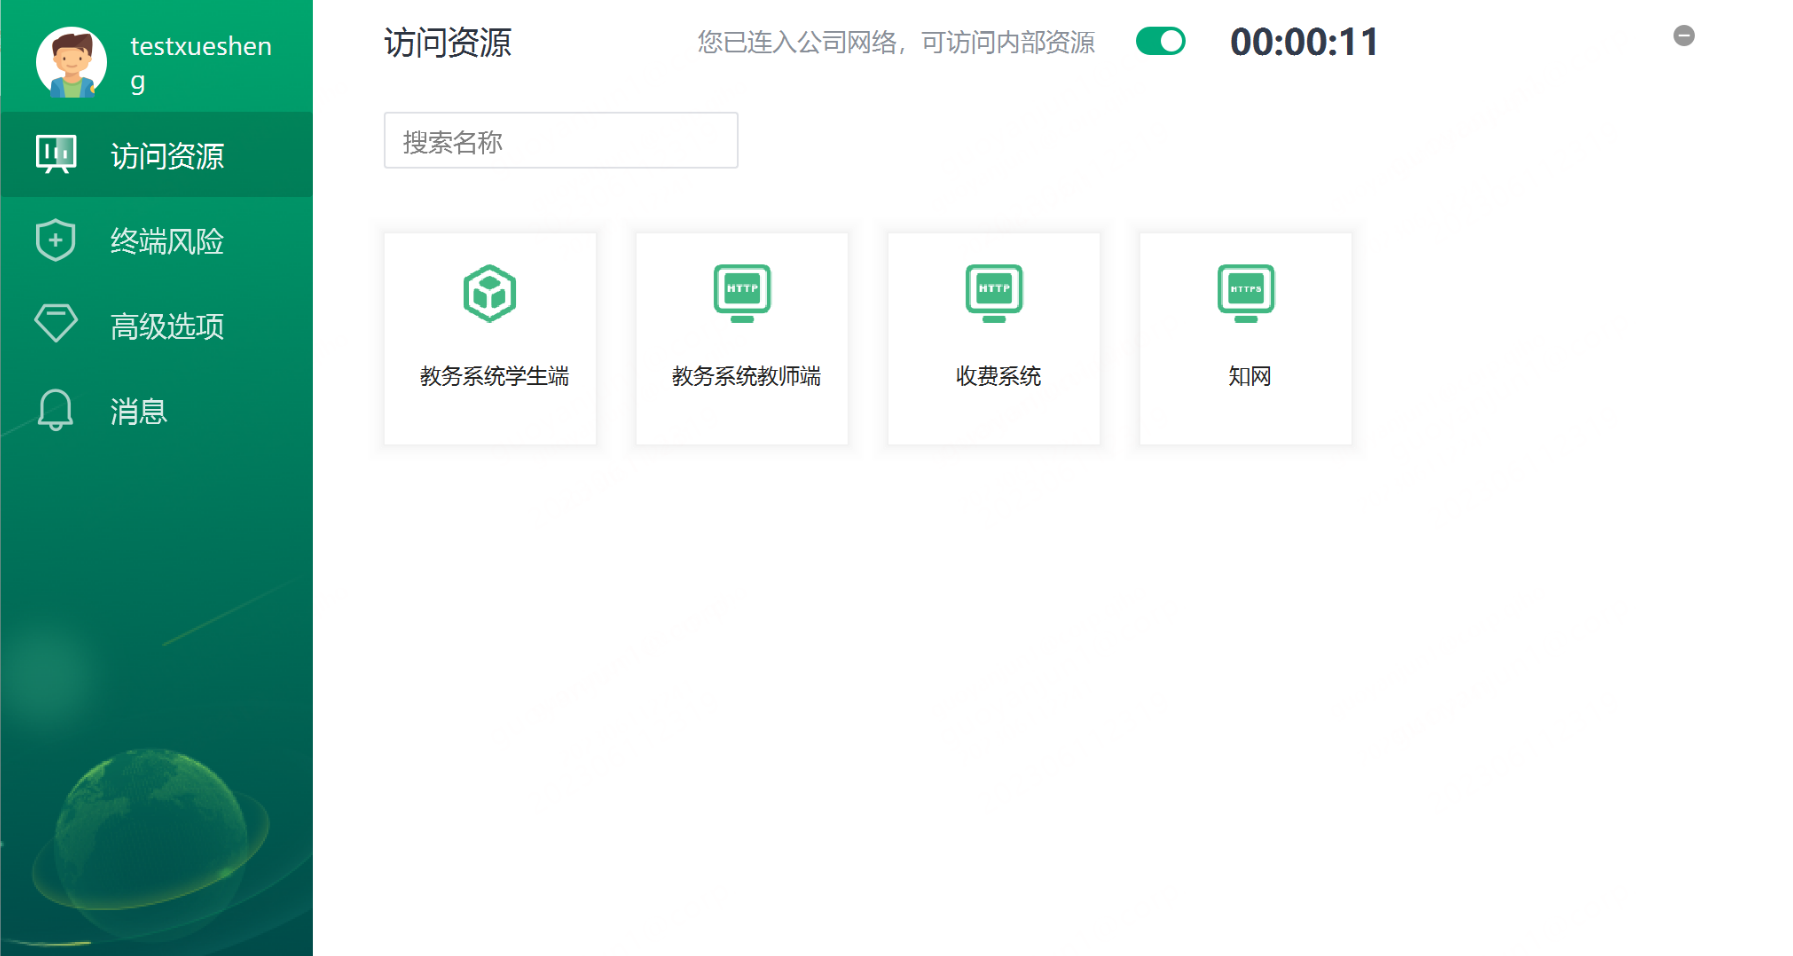 testxueshen
g
访问资源
终端风险
高级选项
消息
访问资源
您已连入公司网络，可访问内部资源
00:00:11
搜索名称
教务系统学生端
HTTP
教务系统教师端
HTTP
收费系统
HTTPS
知网